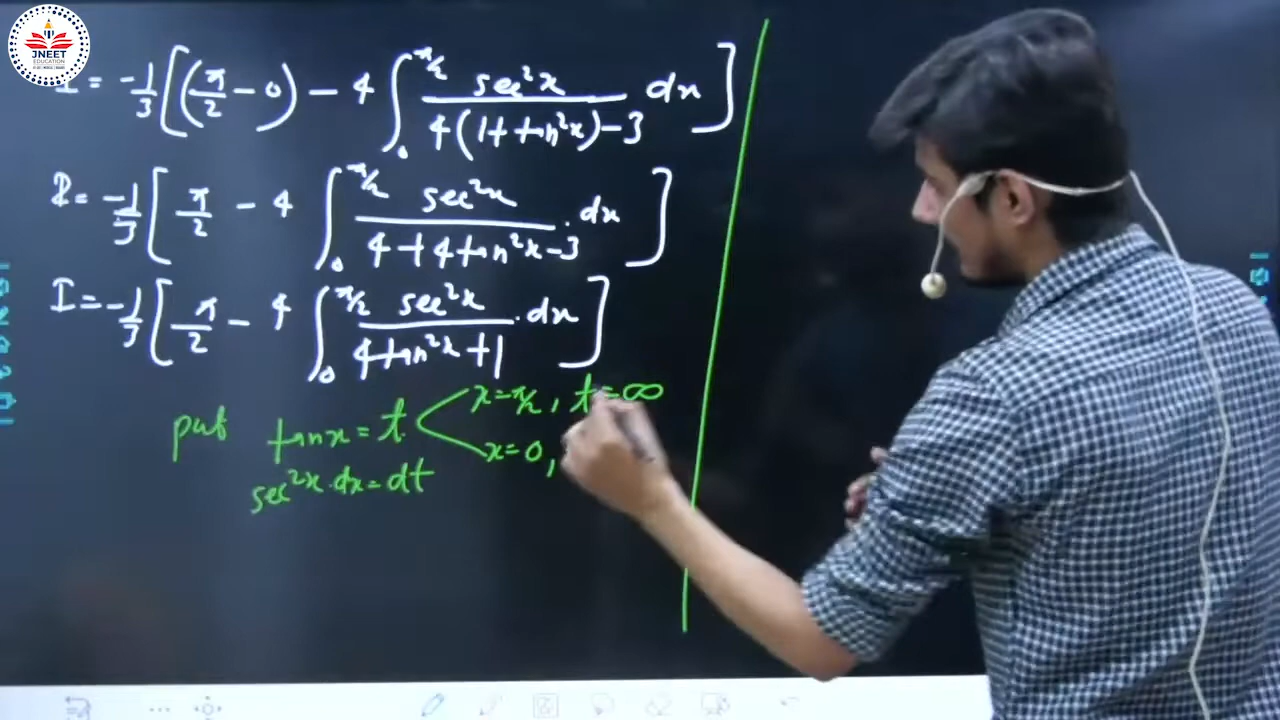 JNEET
EDUCATION
I = -1/3 [(π/2 - 0) - 4 ∫₀^π/2 sec²x / 4(1+tan²x)-3 dx]
I = -1/3 [π/2 - 4 ∫₀^π/2 sec²x / 4+4tan²x-3 . dx]
I = -1/3 [π/2 - 4 ∫₀^π/2 sec²x / 4tan²x+1 . dx]
put tanx = t. x=π/2, t=∞
x=0,
sec²x.dx=dt